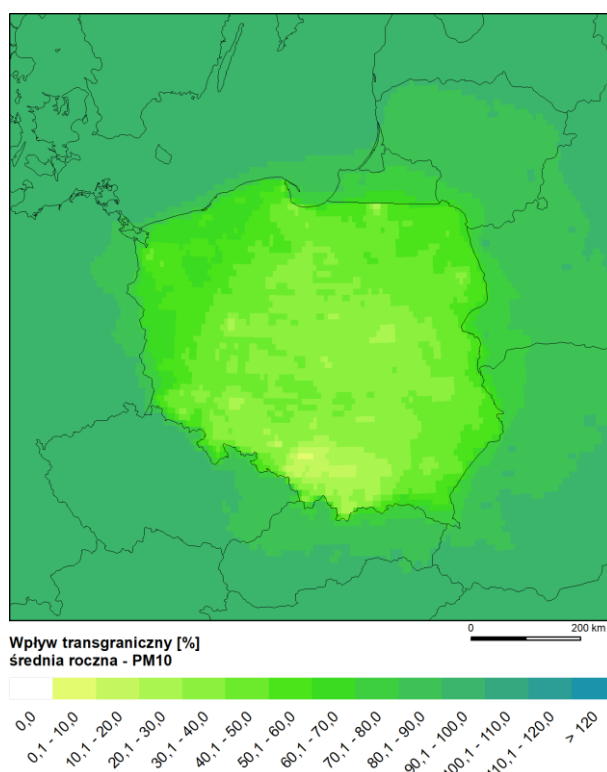 0 200 km
Wpływ transgraniczny [%]
średnia roczna - PM10
0,0
0,1 - 10,0
10,1 - 20,0
20,1 - 30,0
30,1 - 40,0
40,1 - 50,0
50,1 - 60,0
60,1 - 70,0
70,1 - 80,0
80,1 - 90,0
90,1 - 100,0
100,1 - 110,0
110,1 - 120,0
> 120